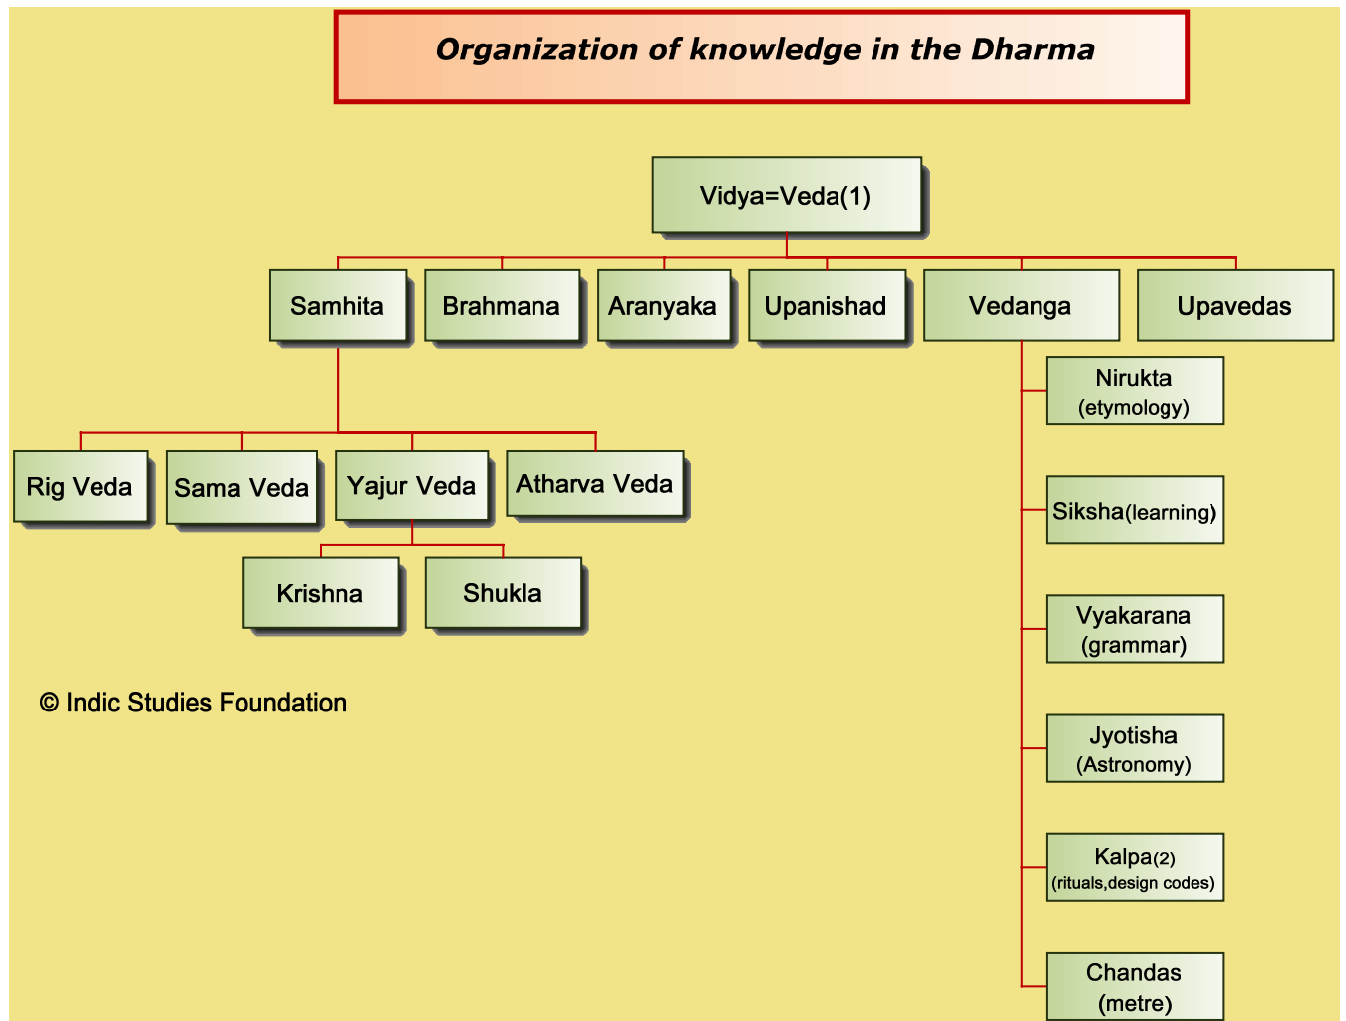 Organization of knowledge in the Dharma
Vidya=Veda(1)
Samhita
Brahmana
Aranyaka
Upanishad
Vedanga
Upavedas
Nirukta
(etymology)
Rig Veda
Sama Veda
Yajur Veda
Atharva Veda
Siksha(learning)
Krishna
Shukla
Vyakarana
(grammar)
© Indic Studies Foundation
Jyotisha
(Astronomy)
Kalpa(2)
(rituals,design codes)
Chandas
(metre)